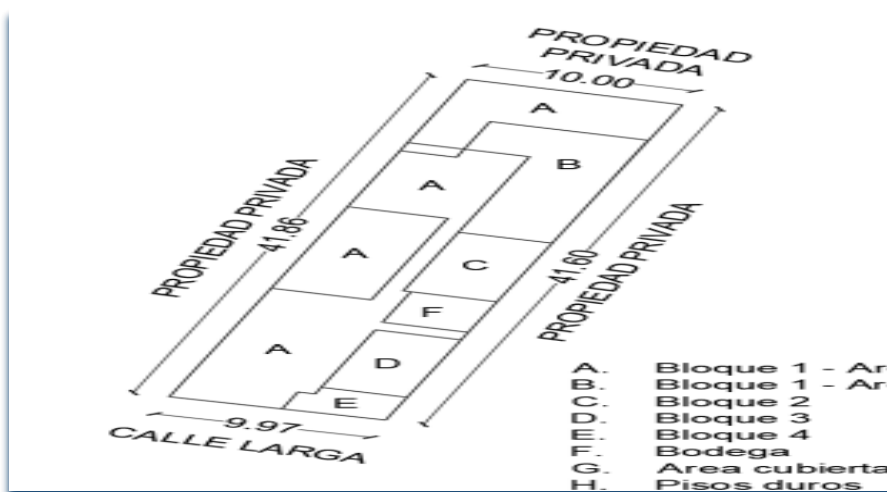 PROPIEDAD
PRIVADA
10.00
A
B
A
PROPIEDAD PRIVADA
41.86
A
C
41.60
PROPIEDAD PRIVADA
F
A
D
E
9.97
CALLE LARGA
A. Bloque 1 - Ar
B. Bloque 1 - Ar
C. Bloque 2
D. Bloque 3
E. Bloque 4
F. Bodega
G. Area cubierta
H. Pisos duros